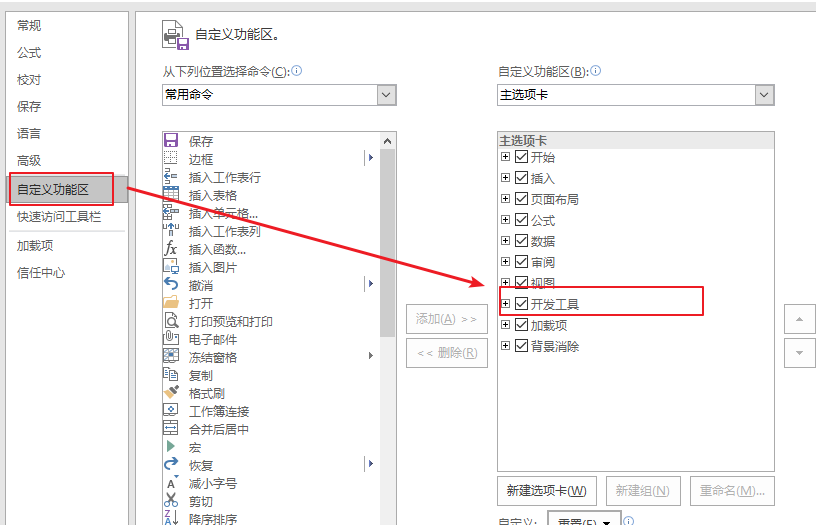 常规
公式
校对
保存
语言
高级
自定义功能区
快速访问工具栏
加载项
信任中心
自定义功能区。
从下列位置选择命令(C):
常用命令
保存
边框
插入工作表行
插入表格
插入单元格...
插入工作表列
插入函数...
插入图片
撤消
打开
打印预览和打印
电子邮件
冻结窗格
复制
格式刷
工作簿连接
合并后居中
宏
恢复
减小字号
剪切
降序排序
添加(A) >>
<< 删除(R)
自定义功能区(B):
主选项卡
主选项卡
开始
插入
页面布局
公式
数据
审阅
视图
开发工具
加载项
背景消除
新建选项卡(W)
新建组(N)
重命名(M)...
自定义:
重置(E)